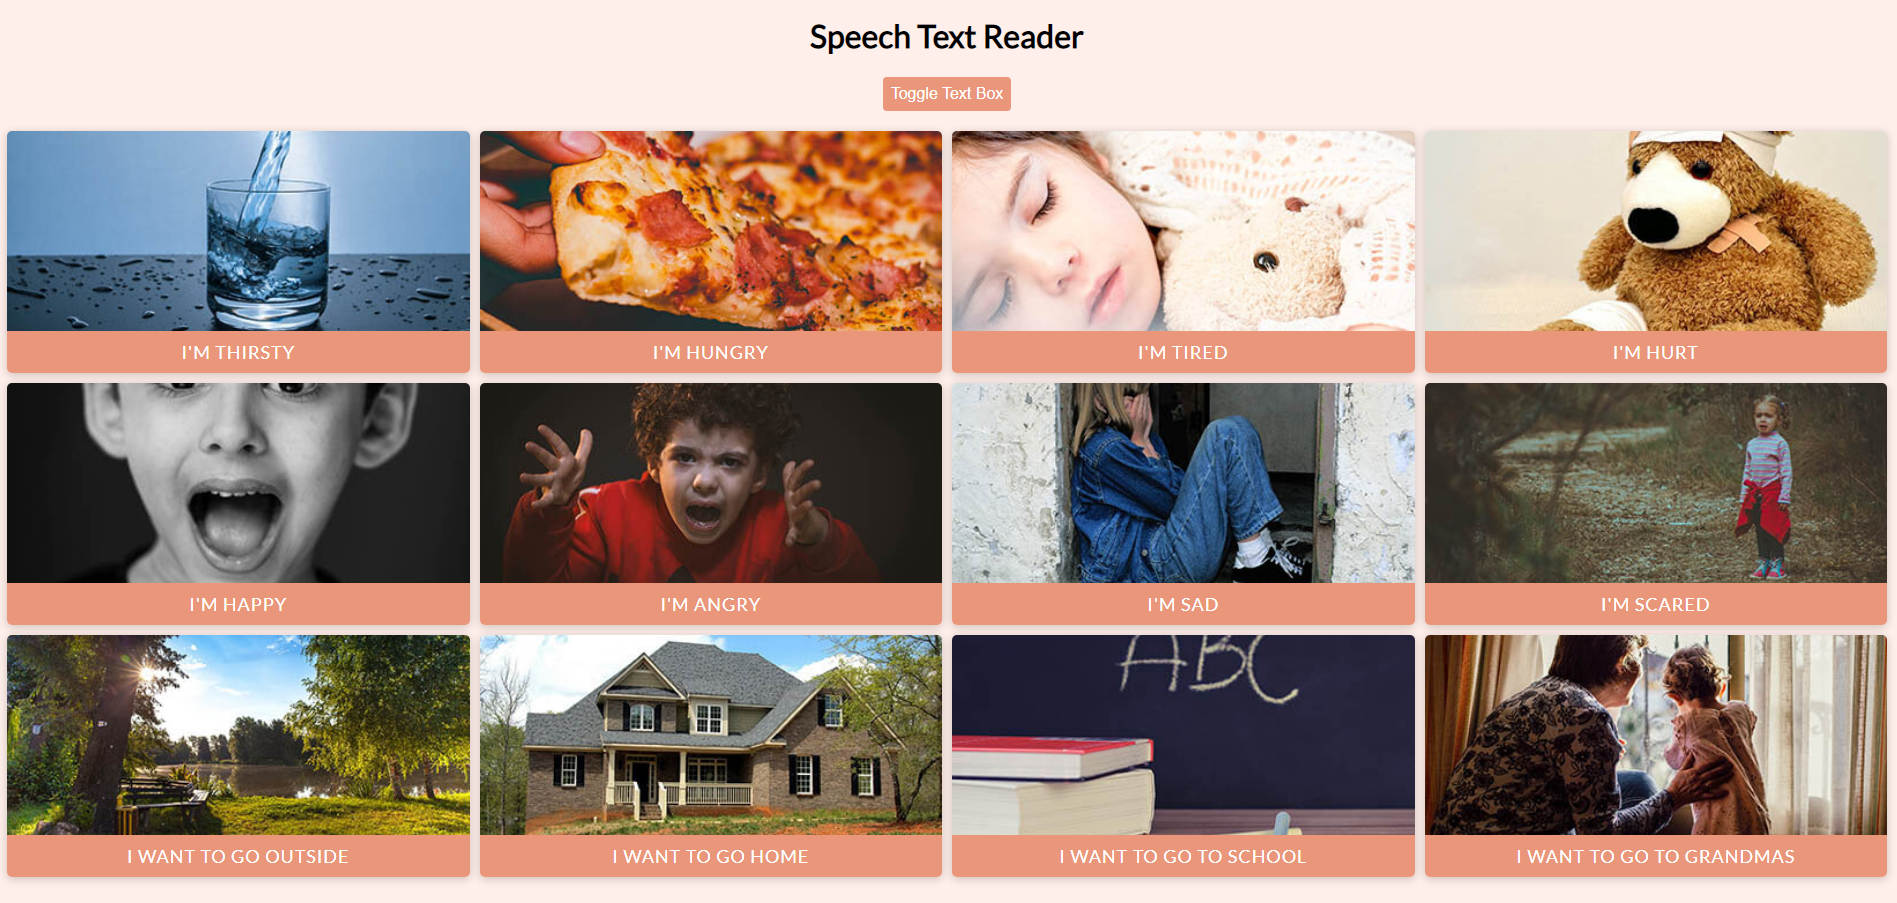 Speech Text Reader
Toggle Text Box
I'M THIRSTY
I'M HUNGRY
I'M TIRED
I'M HURT
I'M HAPPY
I'M ANGRY
I'M SAD
I'M SCARED
ABC
I WANT TO GO OUTSIDE
I WANT TO GO HOME
I WANT TO GO TO SCHOOL
I WANT TO GO TO GRANDMAS